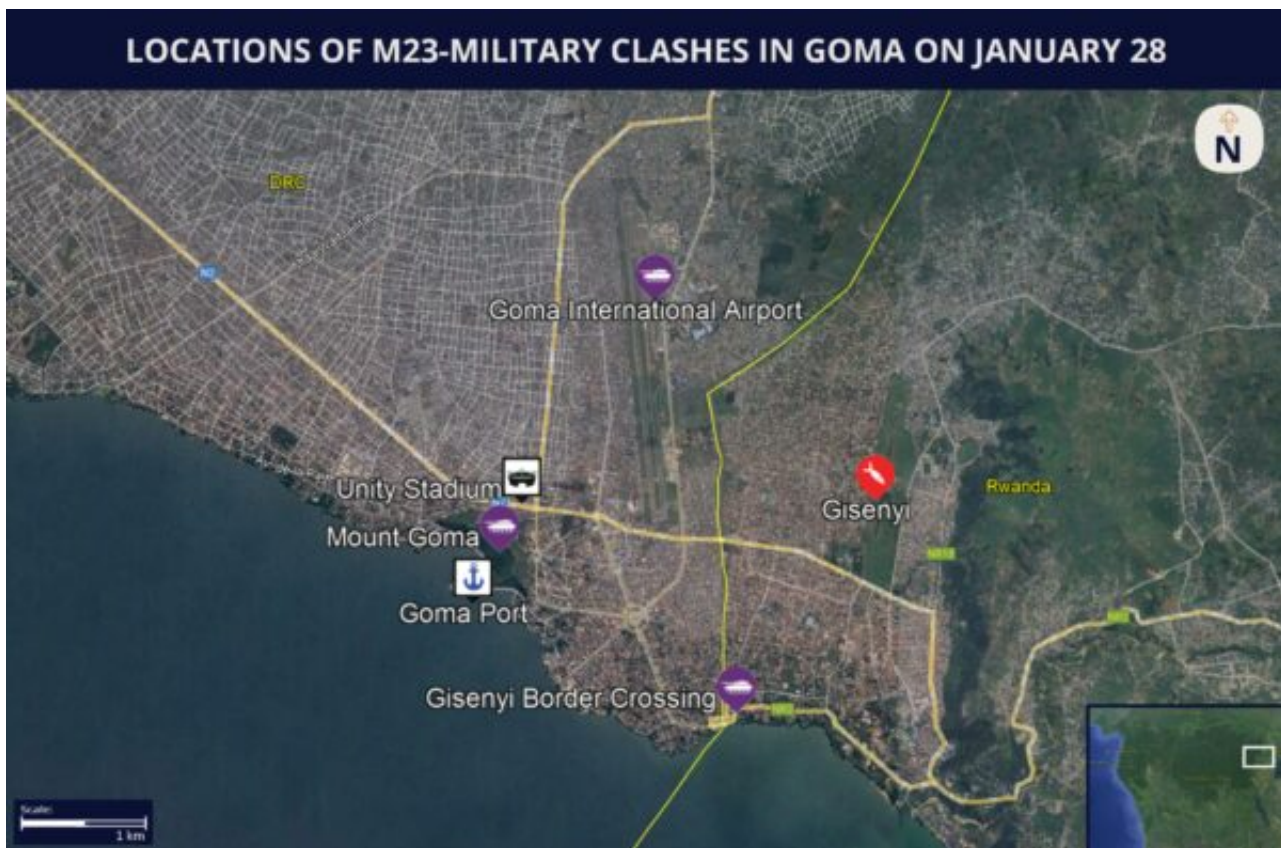 LOCATIONS OF M23-MILITARY CLASHES IN GOMA ON JANUARY 28
N
DRC
N2
Goma International Airport
Unity Stadium
Gisenyi
Rwanda
Mount Goma
Goma Port
Gisenyi Border Crossing
Scale:
1 km